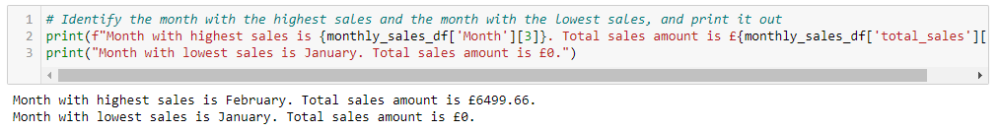 1 # Identify the month with the highest sales and the month with the lowest sales, and print it out
2 print(f"Month with highest sales is {monthly_sales_df['Month'][3]}. Total sales amount is £{monthly_sales_df['total_sales'][
3 print("Month with lowest sales is January. Total sales amount is £0.")
Month with highest sales is February. Total sales amount is £6499.66.
Month with lowest sales is January. Total sales amount is £0.